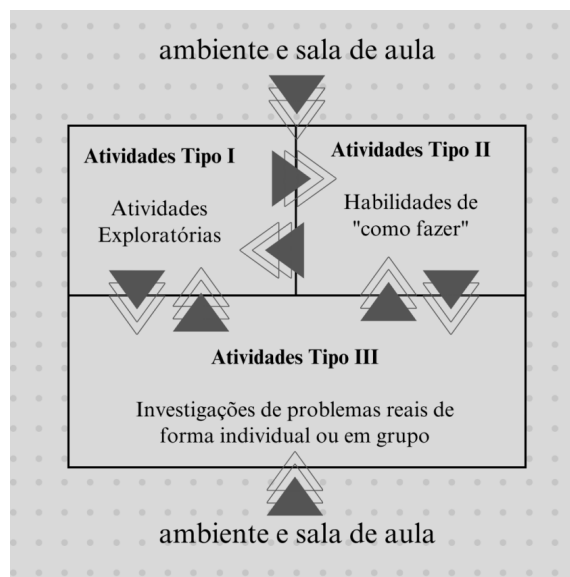 ambiente e sala de aula
Atividades Tipo I
Atividades
Exploratórias
Atividades Tipo II
Habilidades de
"como fazer"
Atividades Tipo III
Investigações de problemas reais de
forma individual ou em grupo
ambiente e sala de aula